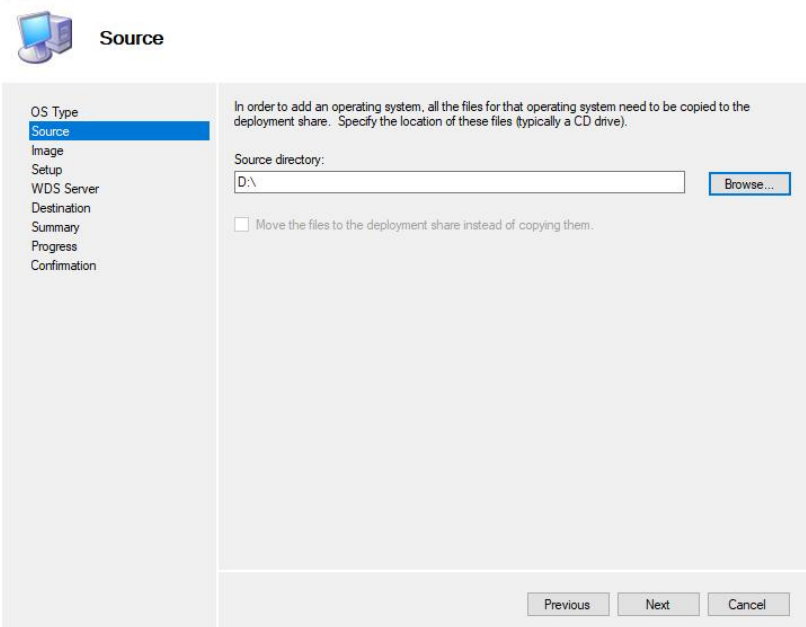 Source
OS Type
Source
Image
Setup
WDS Server
Destination
Summary
Progress
Confirmation
In order to add an operating system, all the files for that operating system need to be copied to the
deployment share.  Specify the location of these files (typically a CD drive).
Source directory:
D:\
Browse...
Move the files to the deployment share instead of copying them.
Previous
Next
Cancel